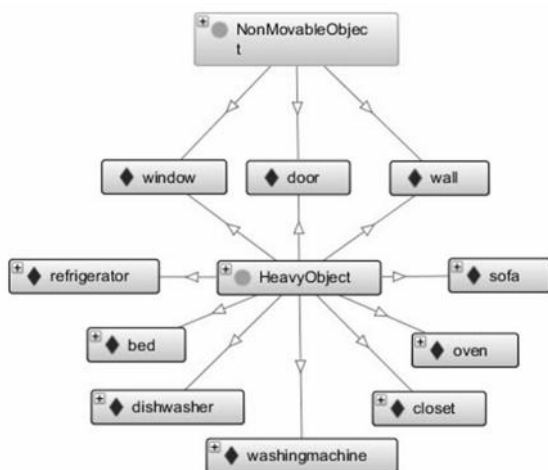 NonMovableObjec
t
window
door
wall
refrigerator
HeavyObject
sofa
bed
oven
dishwasher
closet
washingmachine